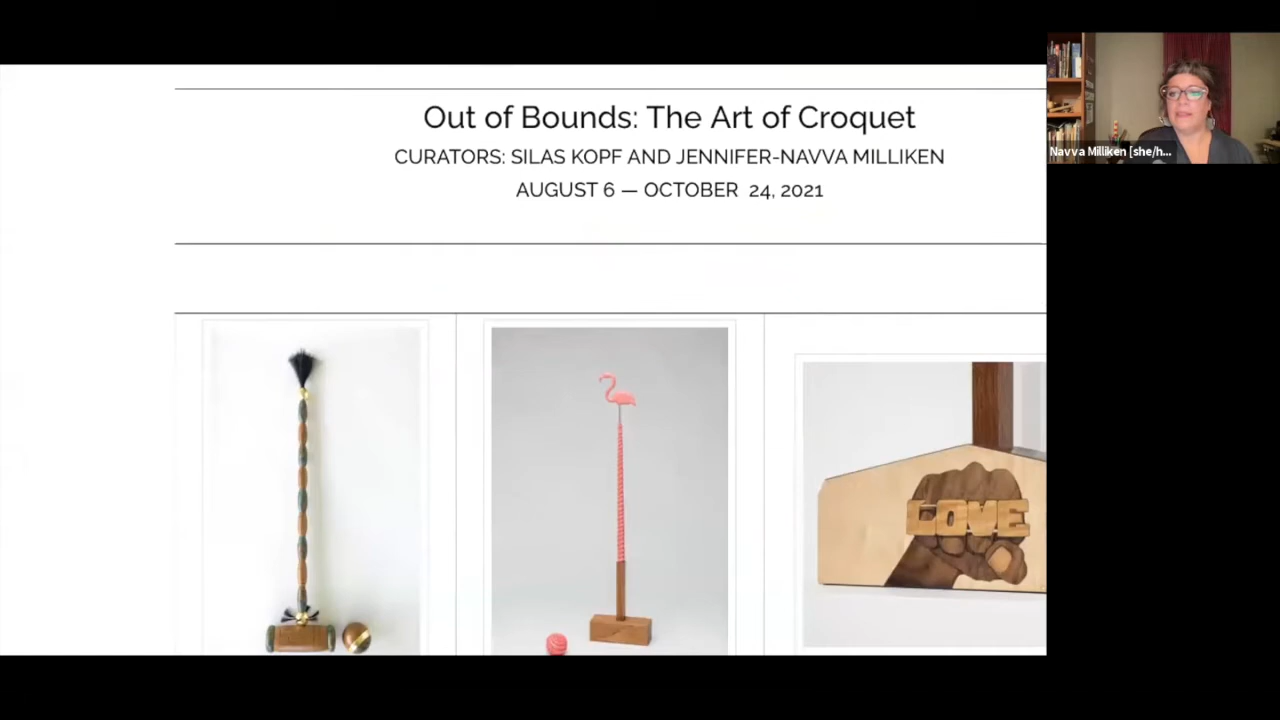 Out of Bounds: The Art of Croquet
CURATORS: SILAS KOPF AND JENNIFER-NAVVA MILLIKEN
AUGUST 6 — OCTOBER 24, 2021
Navva Milliken [she/h...
LOVE